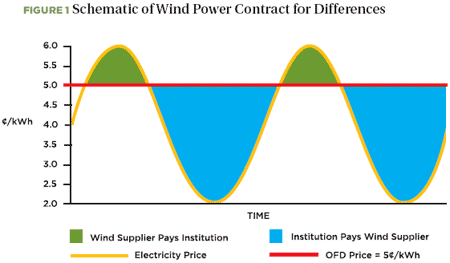 FIGURE 1 Schematic of Wind Power Contract for Differences
6.0
5.5
5.0
4.5
¢/kWh
4.0
3.5
3.0
2.5
2.0
TIME
Wind Supplier Pays Institution
Institution Pays Wind Supplier
Electricity Price
OFD Price = 5¢/kWh